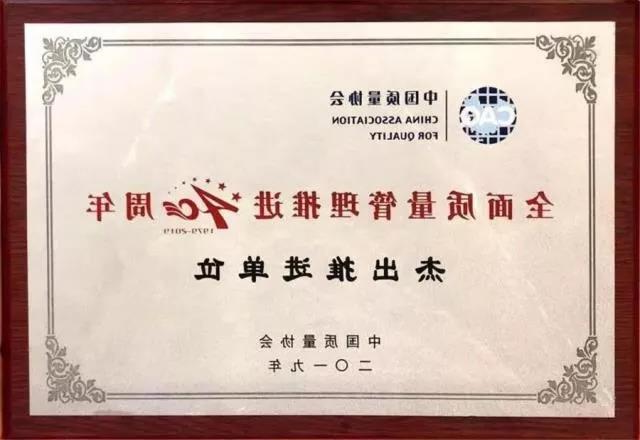 CAQ
中国质量协会
CHINA ASSOCIATION
FOR QUALITY
全面质量管理推进40周年
1979-2019
杰出推进单位
中国质量协会
二〇一九年